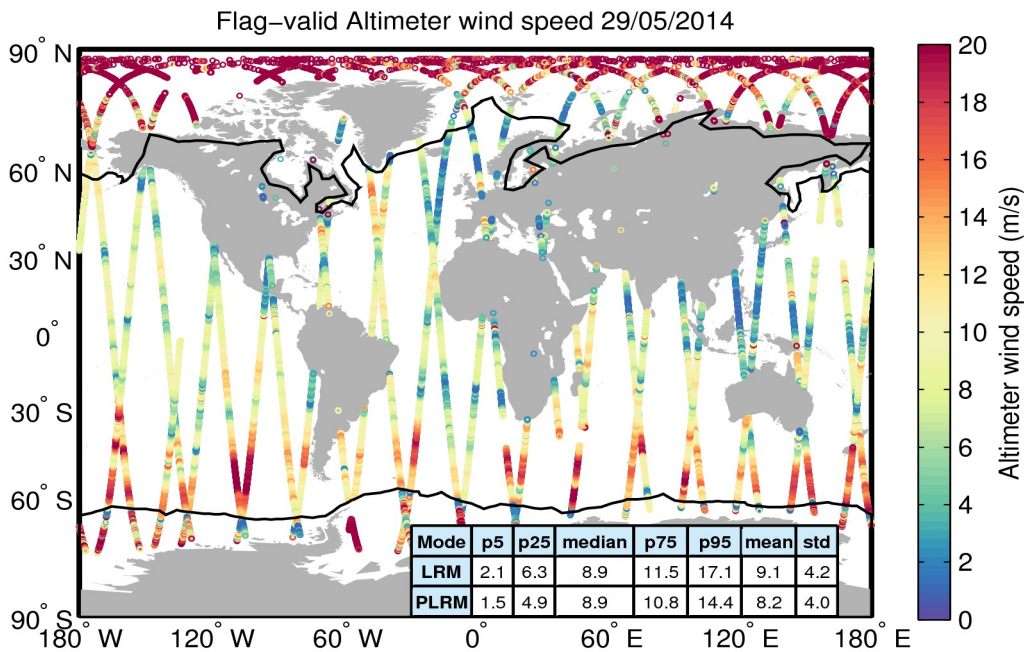 Flag−valid Altimeter wind speed 29/05/2014
90° N
60° N
30° N
0°
30° S
60° S
90° S
180° W
120° W
60° W
0°
60° E
120° E
180° E
Mode p5 p25 median p75 p95 mean std
LRM 2.1 6.3 8.9 11.5 17.1 9.1 4.2
PLRM 1.5 4.9 8.9 10.8 14.4 8.2 4.0
20
18
16
14
12
10
8
6
4
2
0
Altimeter wind speed (m/s)